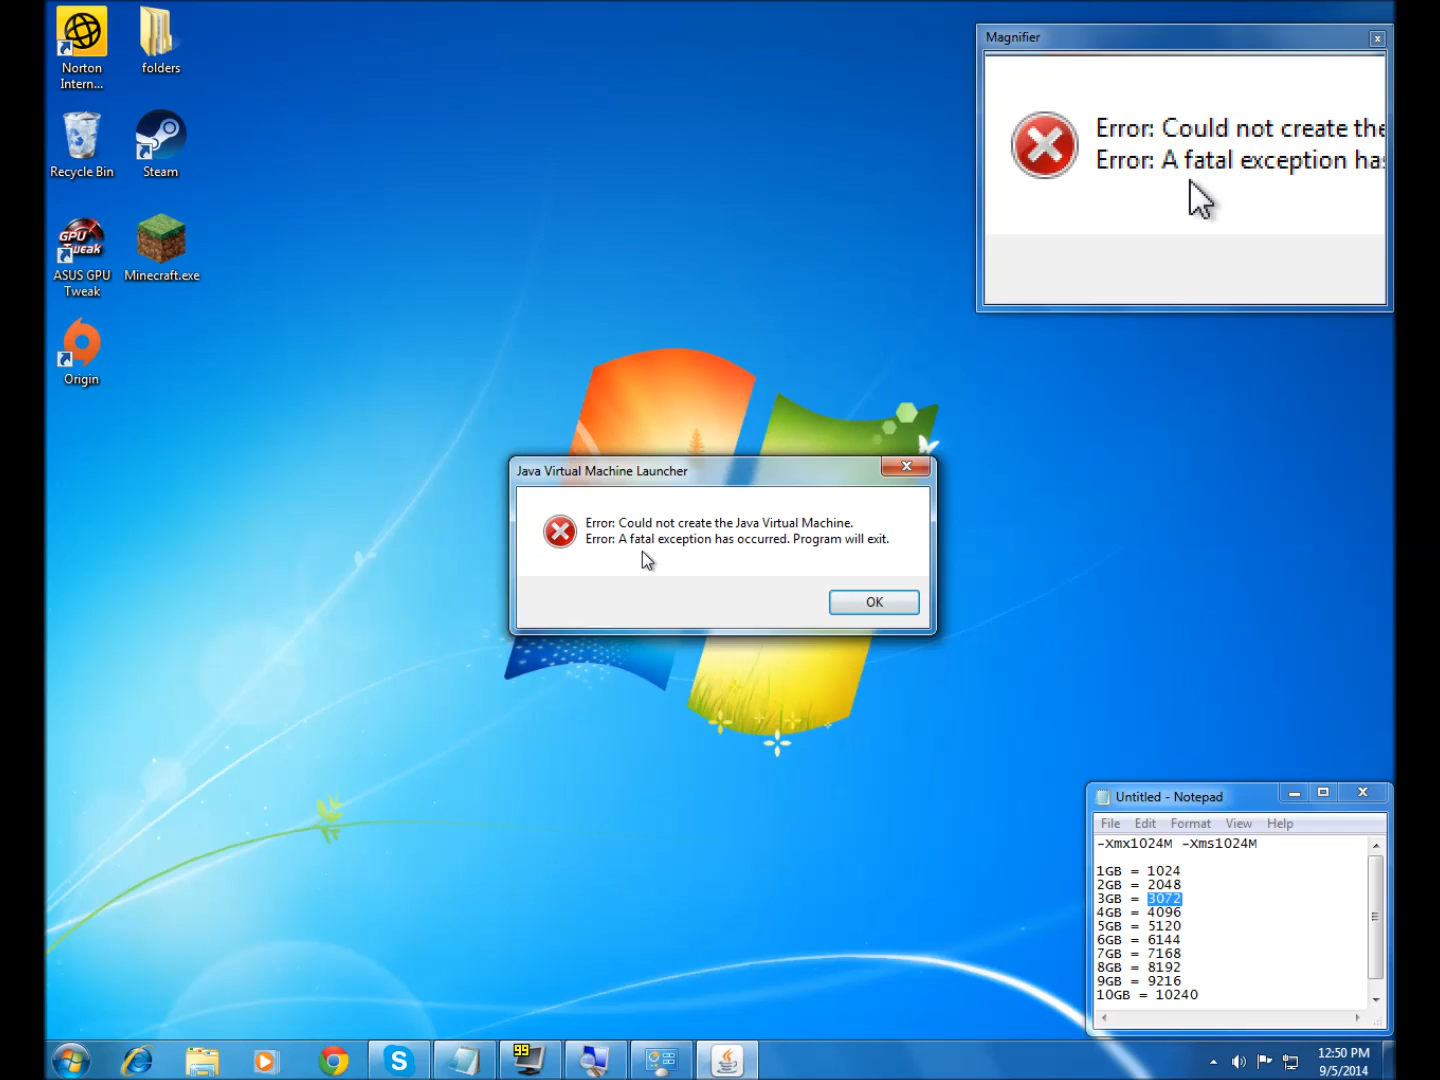 Norton
Intern...
folders
Recycle Bin
Steam
GPU
Tweak
ASUS GPU
Tweak
Minecraft.exe
Origin
Magnifier
Error: Could not create the
Error: A fatal exception has
Java Virtual Machine Launcher
Error: Could not create the Java Virtual Machine.
Error: A fatal exception has occurred. Program will exit.
OK
Untitled - Notepad
File Edit Format View Help
-Xmx1024M -Xms1024M
1GB = 1024
2GB = 2048
3GB = 3072
4GB = 4096
5GB = 5120
6GB = 6144
7GB = 7168
8GB = 8192
9GB = 9216
10GB = 10240
99
12:50 PM
9/5/2014